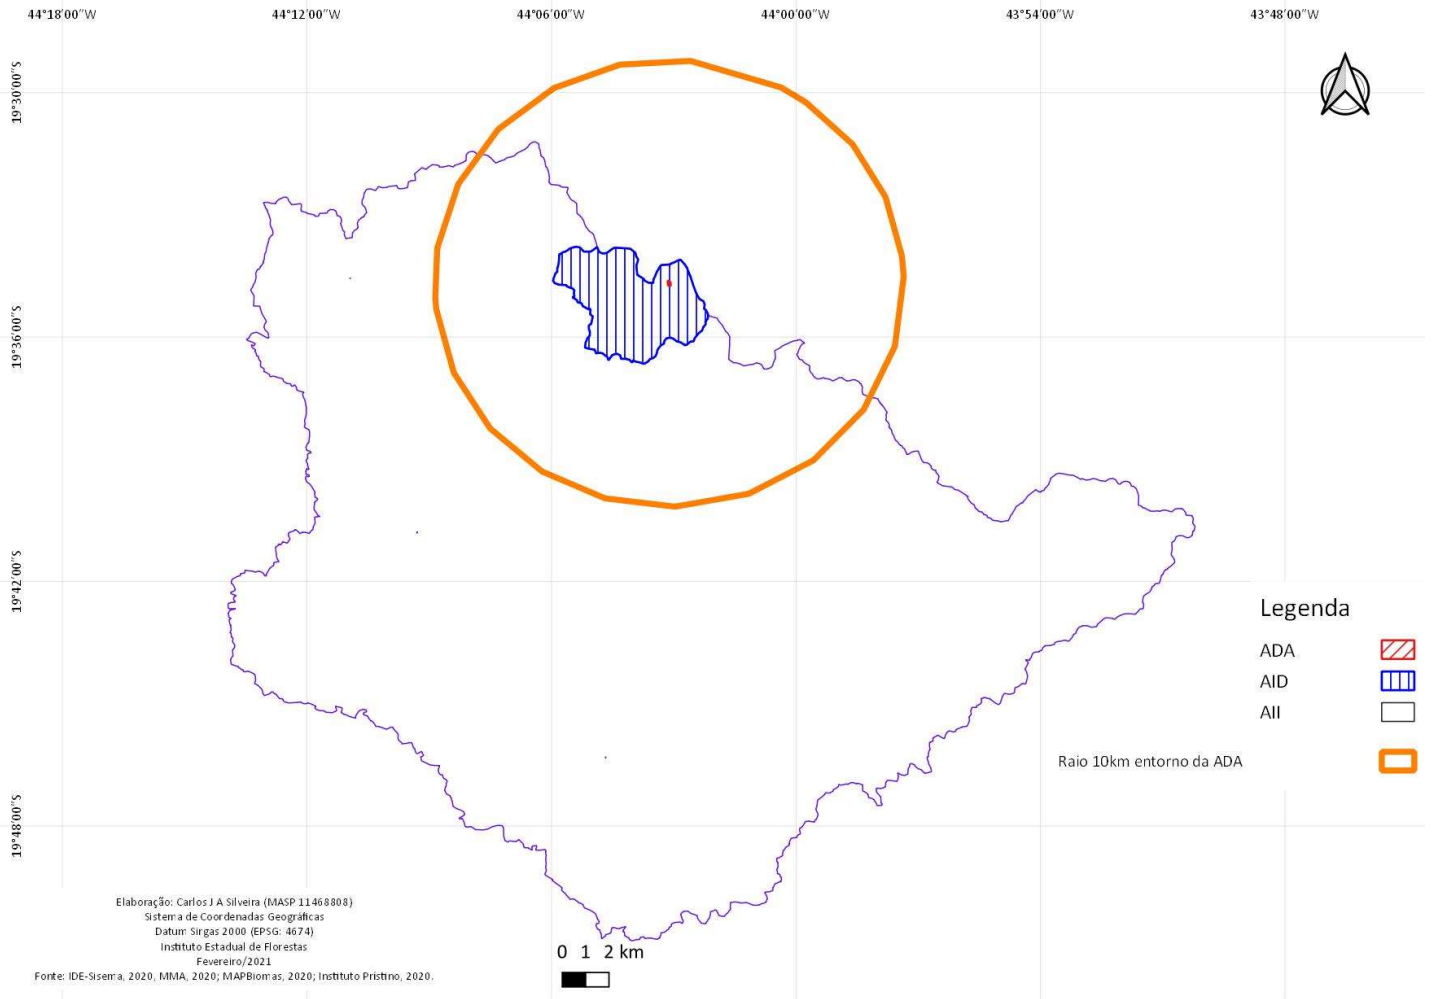 44°18'00"W 44°12'00"W 44°06'00"W 44°00'00"W 43°54'00"W 43°48'00"W
19°30'00"S
19°36'00"S
19°42'00"S
19°48'00"S
Legenda
ADA
AID
AII
Raio 10km entorno da ADA
0 1 2 km
Elaboração: Carlos J A Silveira (MASP 11468808)
Sistema de Coordenadas Geográficas
Datum Sirgas 2000 (EPSG: 4674)
Instituto Estadual de Florestas
Fevereiro/2021
Fonte: IDE-Sisema, 2020, MMA, 2020; MAPBiomas, 2020; Instituto Prístino, 2020.